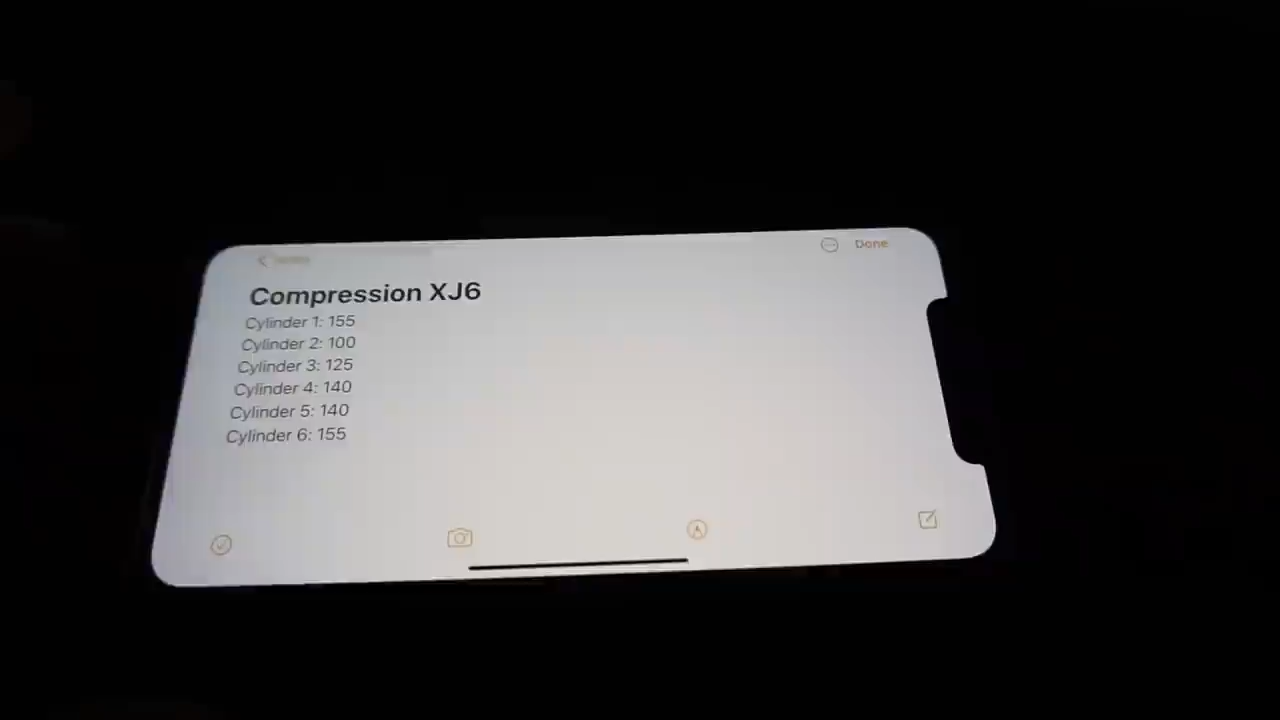 Done
Compression XJ6
Cylinder 1: 155
Cylinder 2: 100
Cylinder 3: 125
Cylinder 4: 140
Cylinder 5: 140
Cylinder 6: 155